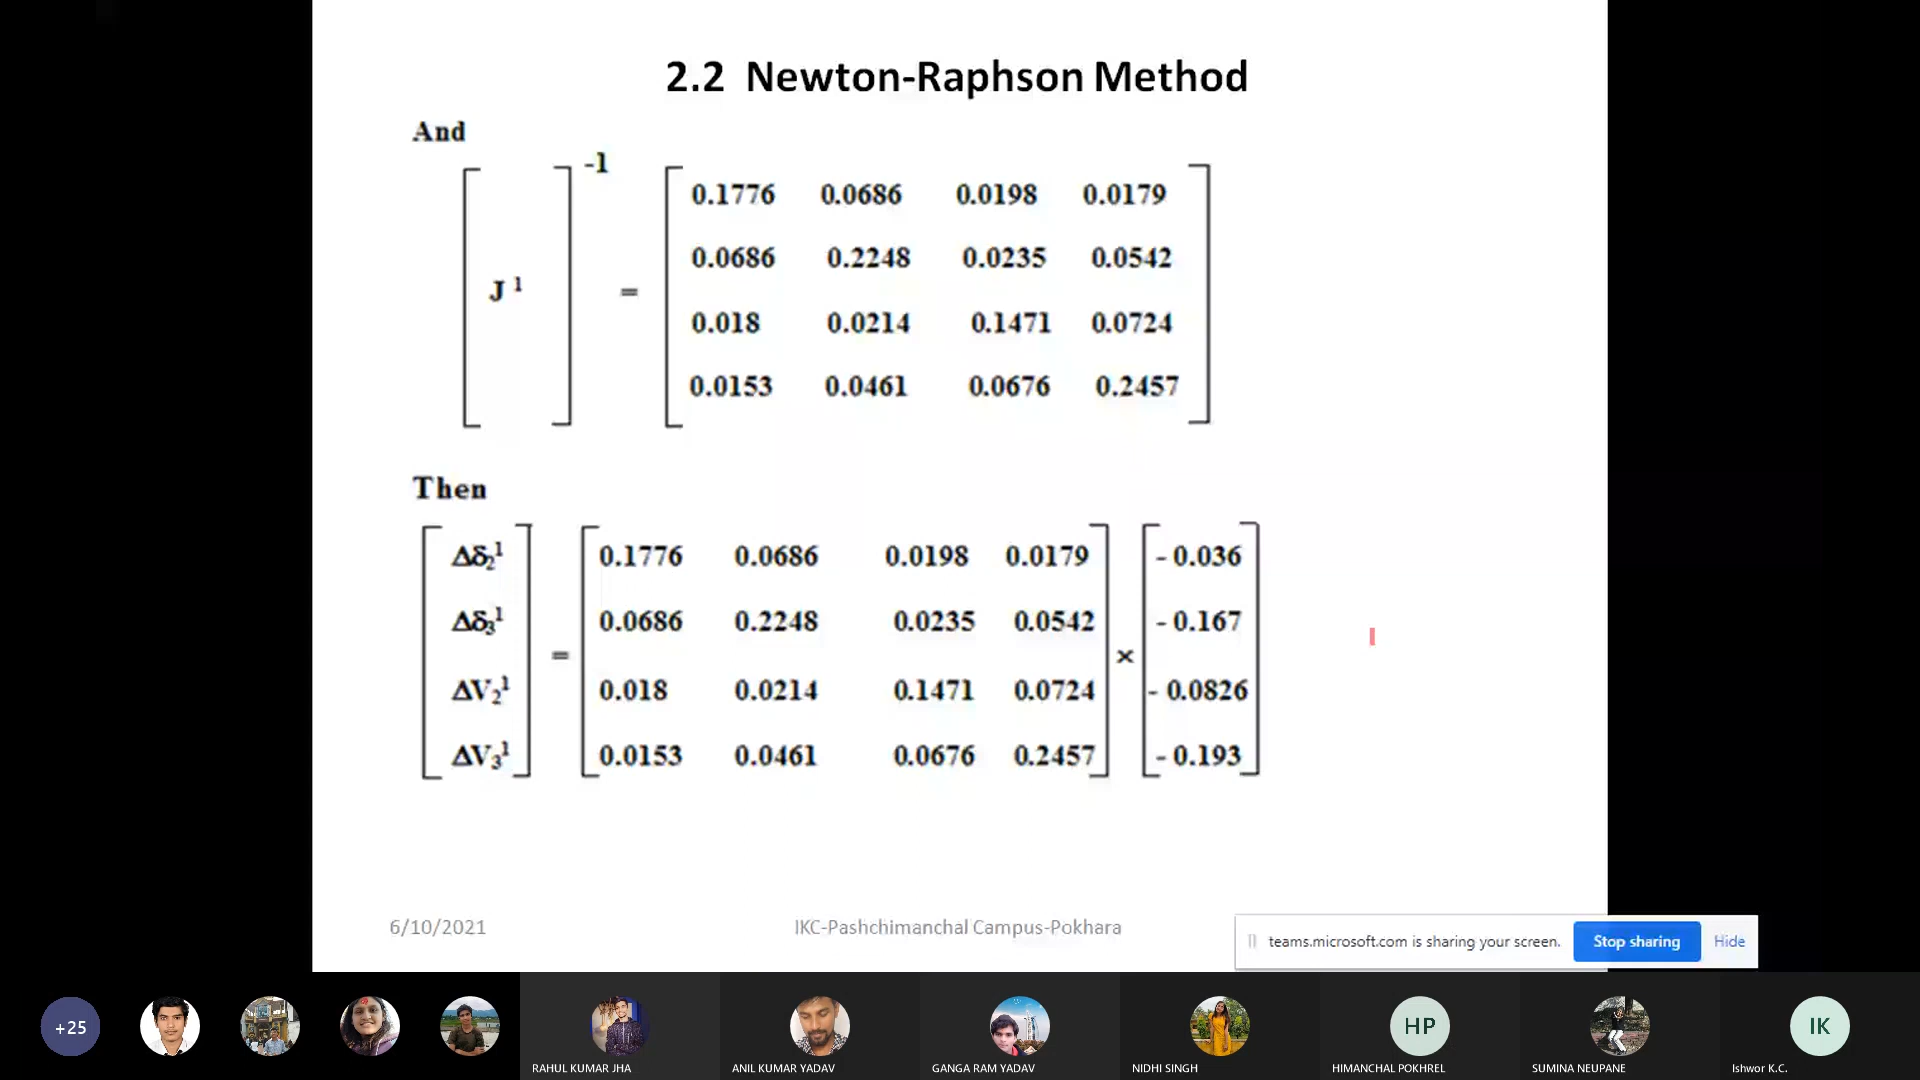 2.2 Newton-Raphson Method
And
-1
0.1776 0.0686 0.0198 0.0179
0.0686 0.2248 0.0235 0.0542
J 1 =
0.018 0.0214 0.1471 0.0724
0.0153 0.0461 0.0676 0.2457
Then
Δδ₂¹ 0.1776 0.0686 0.0198 0.0179 - 0.036
Δδ₃¹ 0.0686 0.2248 0.0235 0.0542 - 0.167
= ×
ΔV₂¹ 0.018 0.0214 0.1471 0.0724 - 0.0826
ΔV₃¹ 0.0153 0.0461 0.0676 0.2457 - 0.193
6/10/2021 IKC-Pashchimanchal Campus-Pokhara
teams.microsoft.com is sharing your screen. Stop sharing Hide
+25 HP IK
RAHUL KUMAR JHA ANIL KUMAR YADAV GANGA RAM YADAV NIDHI SINGH HIMANCHAL POKHREL SUMINA NEUPANE Ishwor K.C.